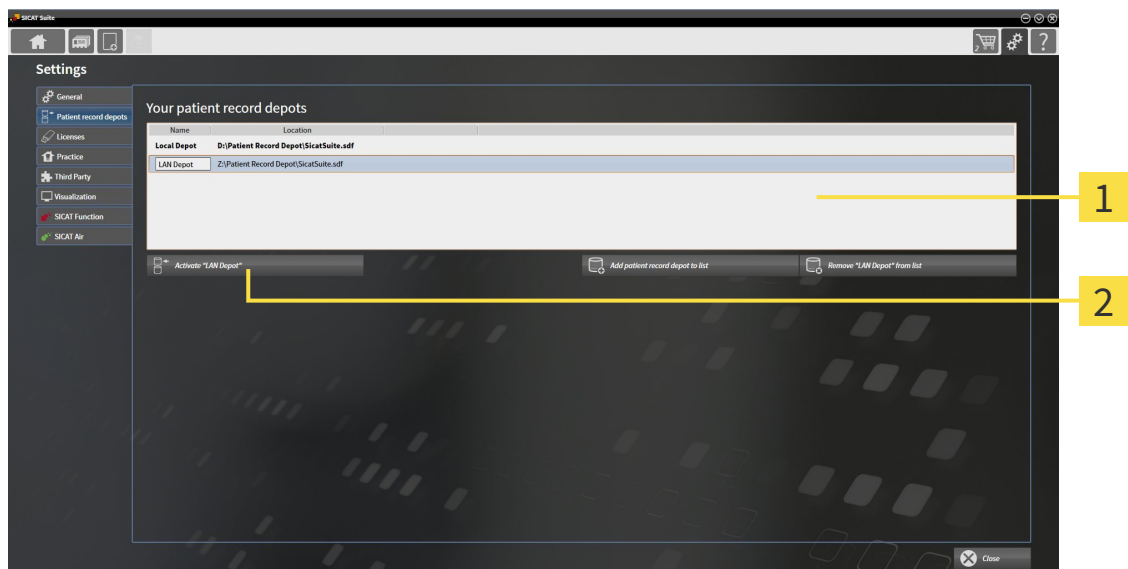 SICAT Suite
2
?
Settings
General
Patient record depots
Licenses
Practice
Third Party
Visualization
SICAT Function
SICAT Air
Your patient record depots
Name Location
Local Depot D:\Patient Record Depot\SicatSuite.sdf
LAN Depot Z:\Patient Record Depot\SicatSuite.sdf
1
Activate "LAN Depot"
Add patient record depot to list
Remove "LAN Depot" from list
2
Close